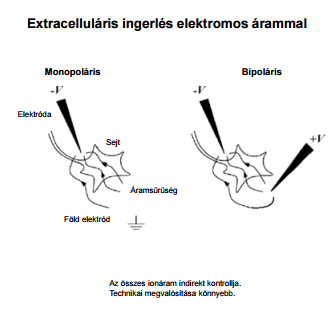 Extracelluláris ingerlés elektromos árammal
Monopoláris
Bipoláris
-V
-V
Elektróda
+V
Sejt
Áramsűrűség
Föld elektród
Az összes ionáram indirekt kontrollja.
Technikai megvalósítása könnyebb.